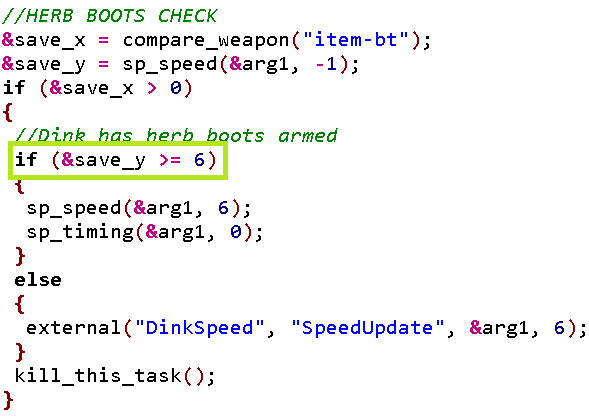 //HERB BOOTS CHECK
&save_x = compare_weapon("item-bt");
&save_y = sp_speed(&arg1, -1);
if (&save_x > 0)
{
//Dink has herb boots armed
if (&save_y >= 6)
{
sp_speed(&arg1, 6);
sp_timing(&arg1, 0);
}
else
{
external("DinkSpeed", "SpeedUpdate", &arg1, 6);
}
kill_this_task();
}